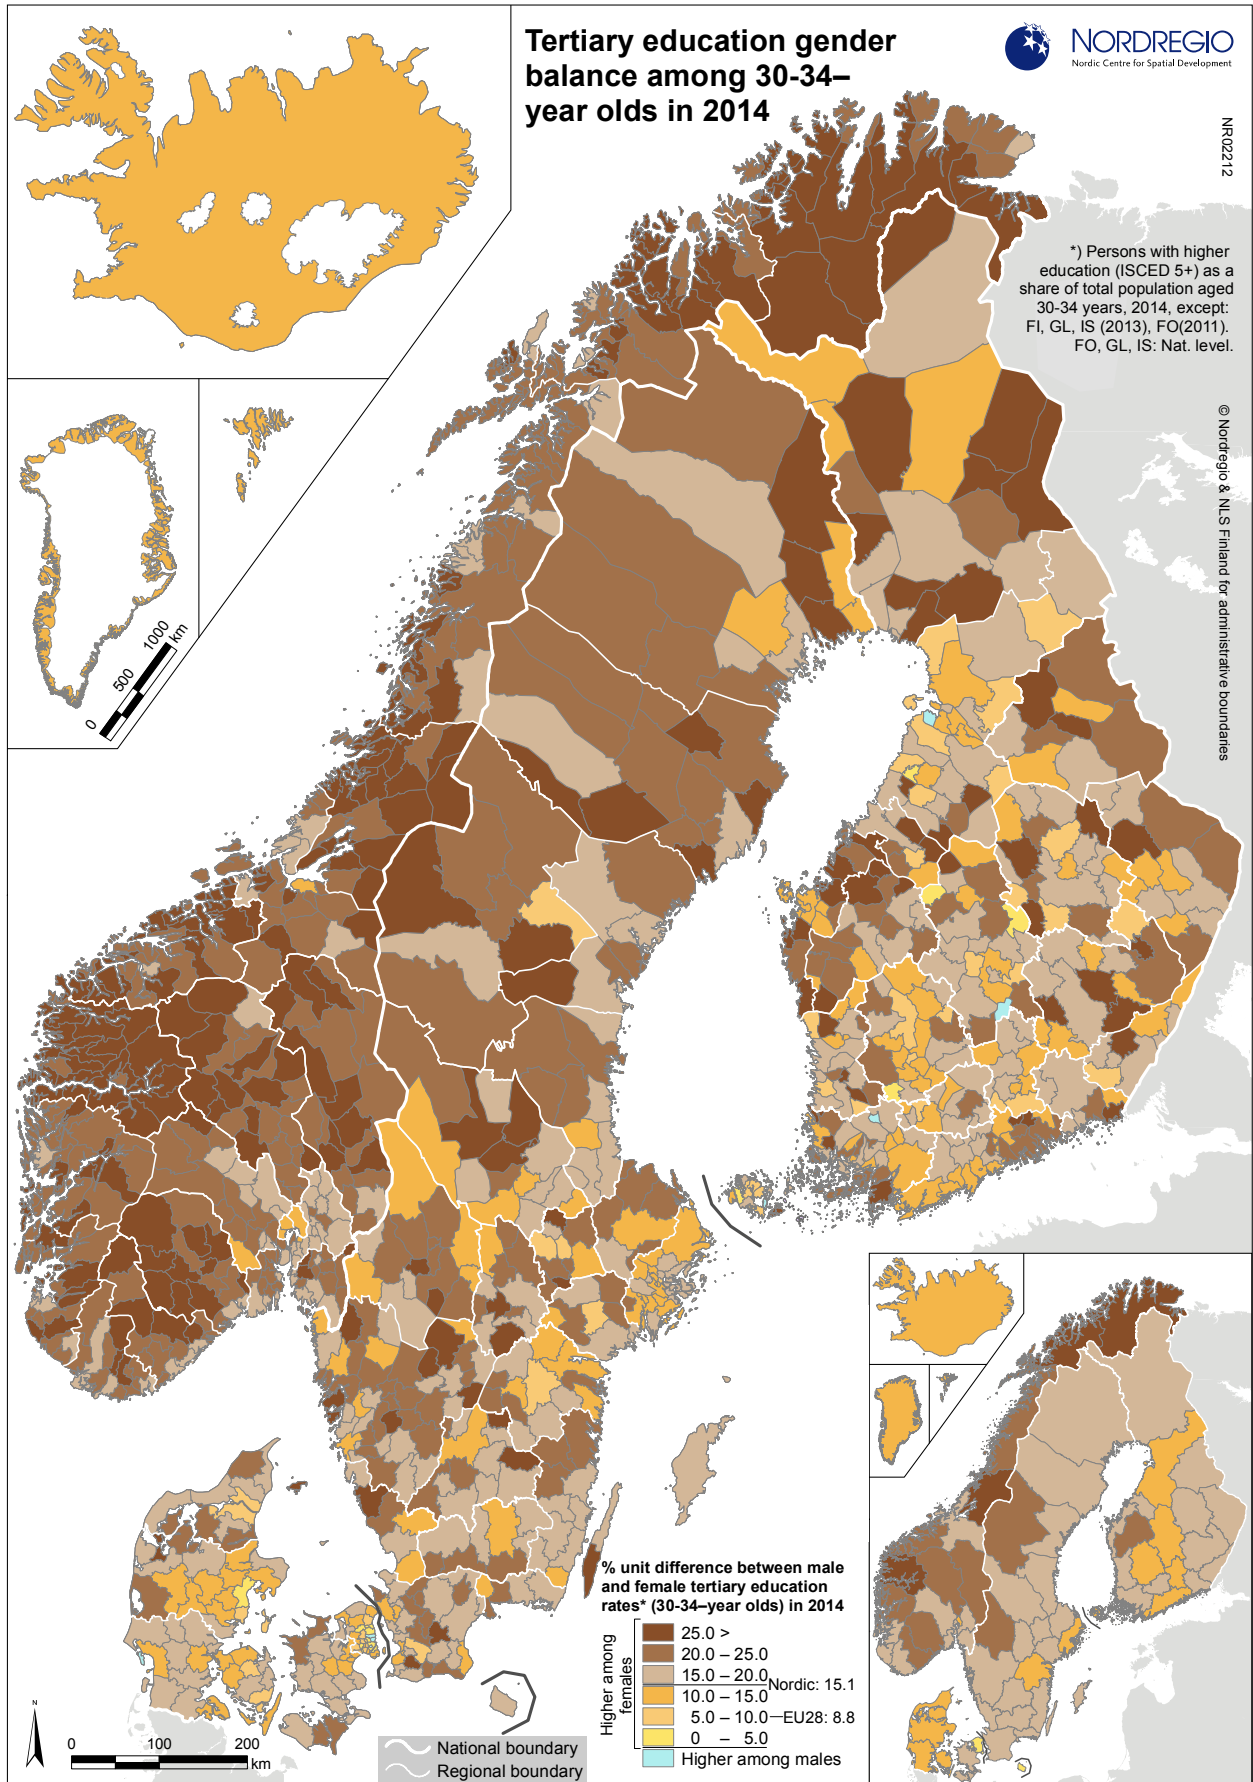 Tertiary education gender
balance among 30-34–
year olds in 2014
NORDREGIO
Nordic Centre for Spatial Development
NR02212
*) Persons with higher
education (ISCED 5+) as a
share of total population aged
30-34 years, 2014, except:
FI, GL, IS (2013), FO(2011).
FO, GL, IS: Nat. level.
© Nordregio & NLS Finland for administrative boundaries
0 500 1000
km
% unit difference between male
and female tertiary education
rates* (30-34–year olds) in 2014
Higher among
females
25.0 >
20.0 – 25.0
15.0 – 20.0
Nordic: 15.1
10.0 – 15.0
5.0 – 10.0
EU28: 8.8
0 – 5.0
Higher among males
N
0 100 200
km
National boundary
Regional boundary